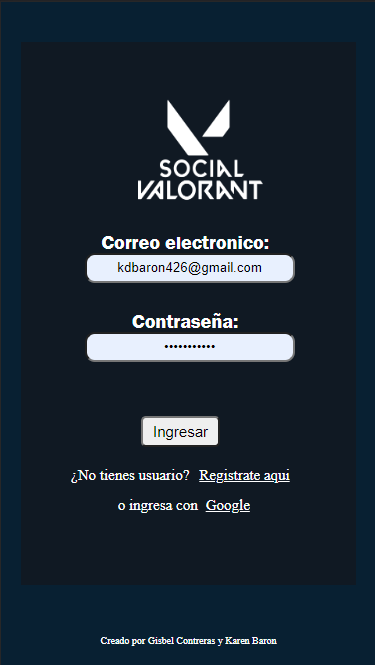 SOCIAL
VALORANT
Correo electronico:
kdbaron426@gmail.com
Contraseña:
•••••••••••
Ingresar
¿No tienes usuario? Registrate aqui
o ingresa con Google
Creado por Gisbel Contreras y Karen Baron